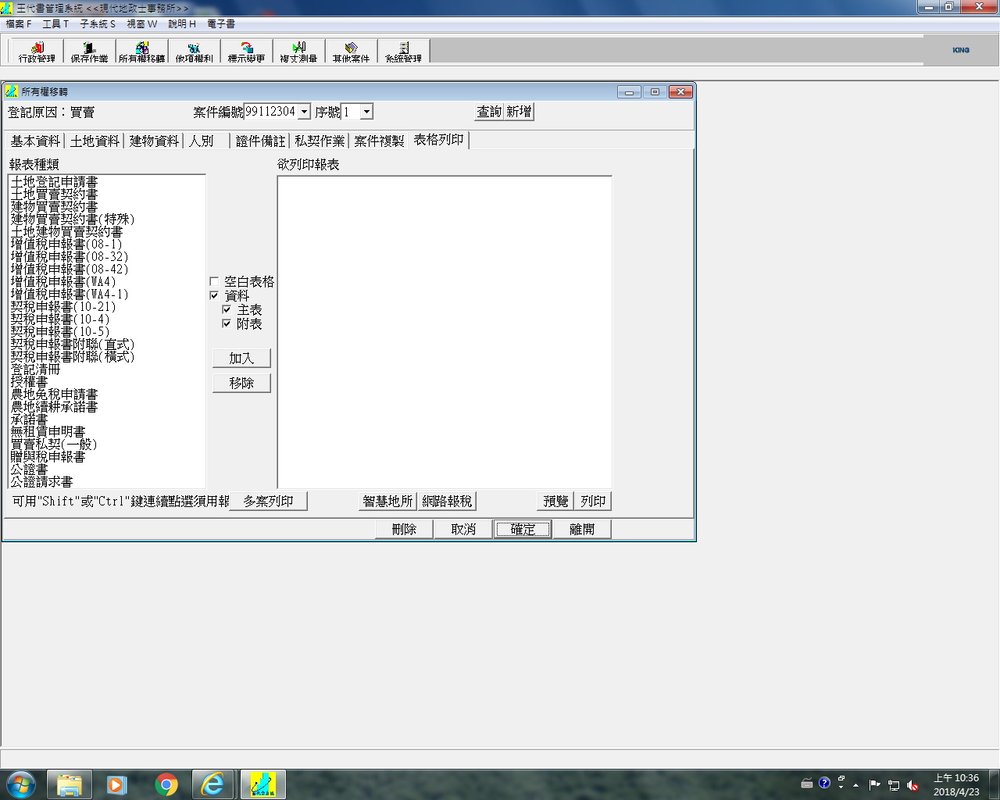 王代書管理系統 <<現代地政士事務所>>
檔案 F 工具 T 子系統 S 視窗 W 說明 H 電子書
行政管理 保存作業 所有權移轉 他項權利 標示變更 複丈測量 其他案件 系統管理
KING
所有權移轉
登記原因：買賣 案件編號 99112304 序號 1 查詢 新增
基本資料 土地資料 建物資料 人別 證件備註 私契作業 案件複製 表格列印
報表種類 欲列印報表
土地登記申請書
土地買賣契約書
建物買賣契約書
建物買賣契約書(特殊)
土地建物買賣契約書
增值稅申報書(08-1)
增值稅申報書(08-32)
增值稅申報書(08-42)
增值稅申報書(WA4)
增值稅申報書(WA4-1)
契稅申報書(10-21)
契稅申報書(10-4)
契稅申報書(10-5)
契稅申報書附聯(直式)
契稅申報書附聯(橫式)
登記清冊
授權書
農地免稅申請書
農地續耕承諾書
承諾書
無租賃申明書
買賣私契(一般)
贈與稅申報書
公證書
公證請求書
空白表格
資料
主表
附表
加入
移除
可用"Shift"或"Ctrl"鍵連續點選須用報 多案列印 智慧地所 網路報稅 預覽 列印
刪除 取消 確定 離開
上午 10:36
2018/4/23